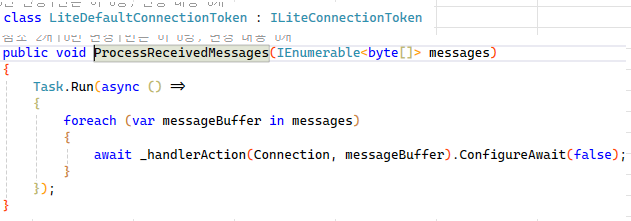 class LiteDefaultConnectionToken : ILiteConnectionToken
public void ProcessReceivedMessages(IEnumerable<byte[]> messages)
{
Task.Run(async () =>
{
foreach (var messageBuffer in messages)
{
await _handlerAction(Connection, messageBuffer).ConfigureAwait(false);
}
});
}